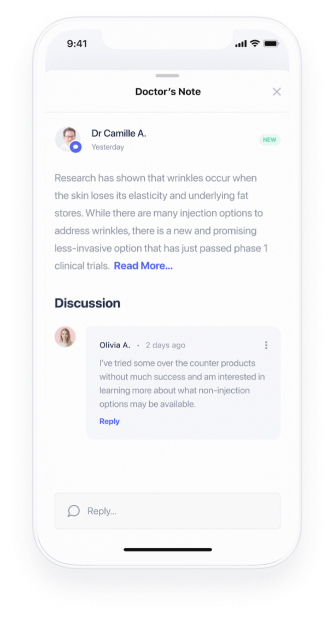 9:41
Doctor's Note
Dr Camille A.
Yesterday
NEW
Research has shown that wrinkles occur when
the skin loses its elasticity and underlying fat
stores. While there are many injection options to
address wrinkles, there is a new and promising
less-invasive option that has just passed phase 1
clinical trials. Read More...
Discussion
Olivia A. • 2 days ago
I've tried some over the counter products
without much success and am interested in
learning more about what non-injection
options may be available.
Reply
Reply...